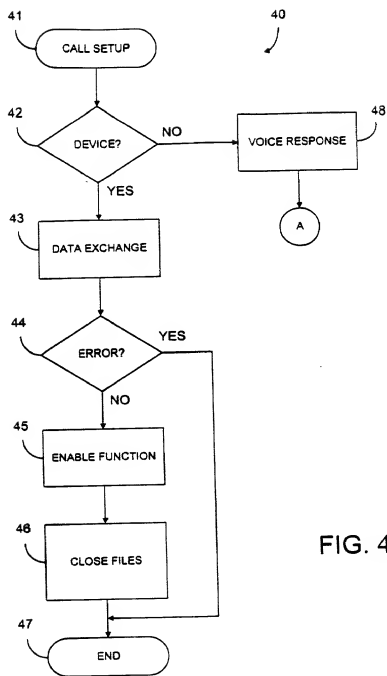 41
CALL SETUP
40
42
DEVICE?
NO
48
VOICE RESPONSE
YES
43
DATA EXCHANGE
A
44
ERROR?
YES
NO
45
ENABLE FUNCTION
46
CLOSE FILES
FIG. 4
47
END